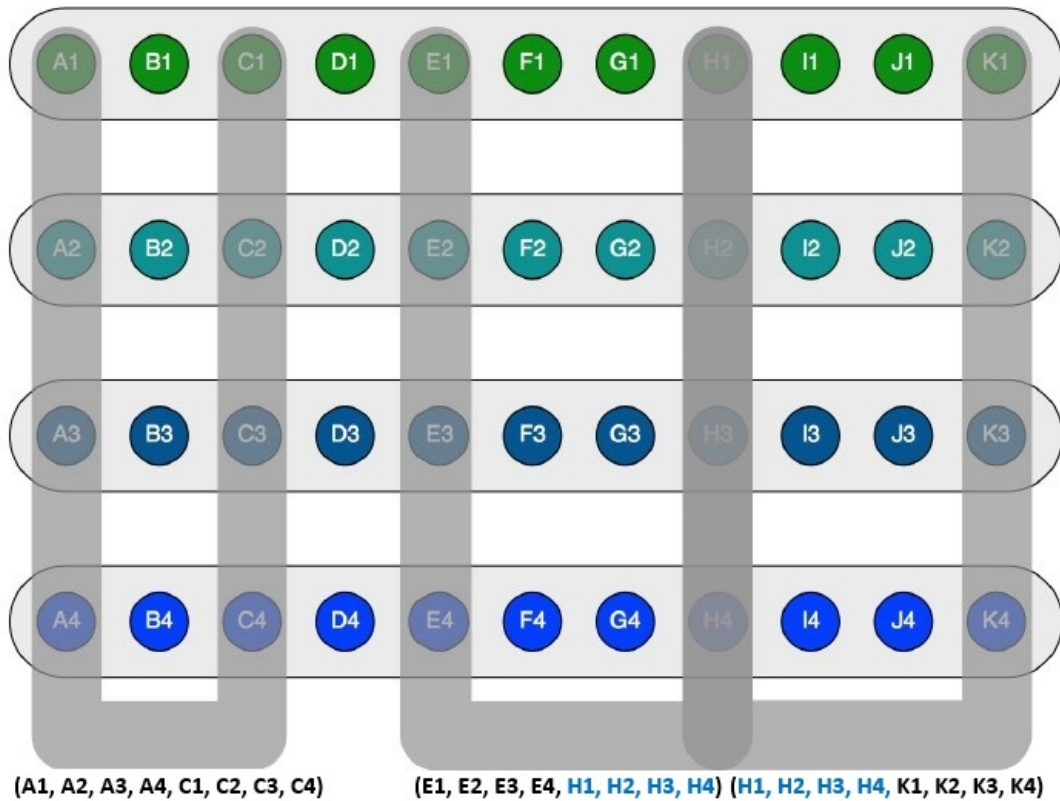 A1 B1 C1 D1 E1 F1 G1 H1 I1 J1 K1
A2 B2 C2 D2 E2 F2 G2 H2 I2 J2 K2
A3 B3 C3 D3 E3 F3 G3 H3 I3 J3 K3
A4 B4 C4 D4 E4 F4 G4 H4 I4 J4 K4
(A1, A2, A3, A4, C1, C2, C3, C4) (E1, E2, E3, E4, H1, H2, H3, H4) (H1, H2, H3, H4, K1, K2, K3, K4)